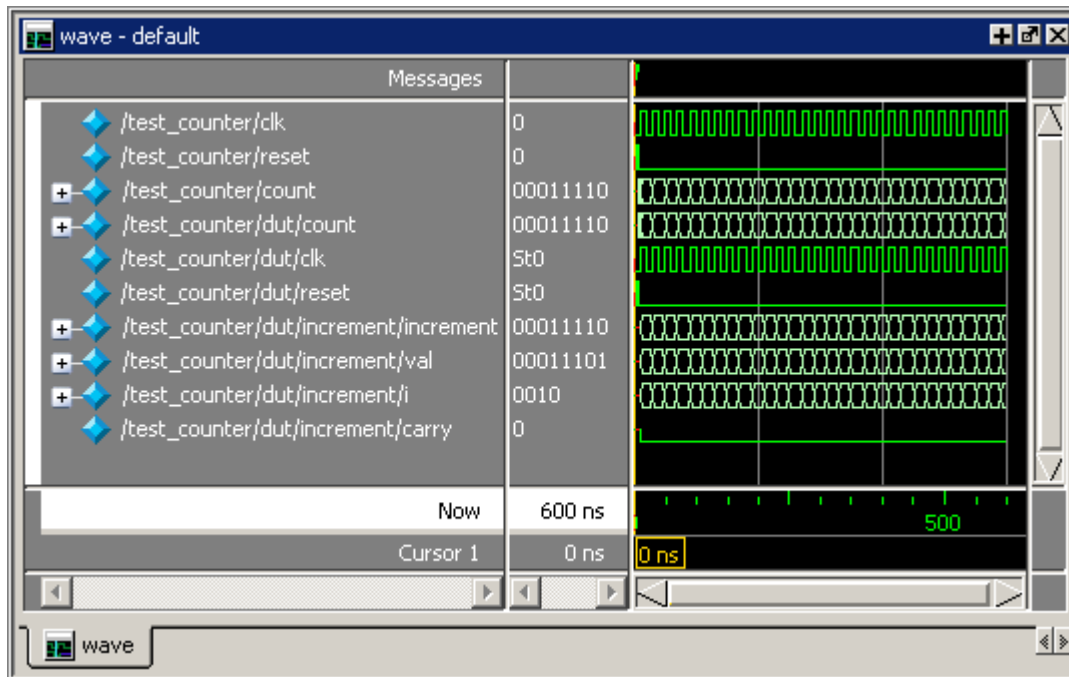 wave - default
Messages
/test_counter/clk 0
/test_counter/reset 0
/test_counter/count 00011110
/test_counter/dut/count 00011110
/test_counter/dut/clk St0
/test_counter/dut/reset St0
/test_counter/dut/increment/increment 00011110
/test_counter/dut/increment/val 00011101
/test_counter/dut/increment/i 0010
/test_counter/dut/increment/carry 0
Now 600 ns 500
Cursor 1 0 ns 0 ns
wave